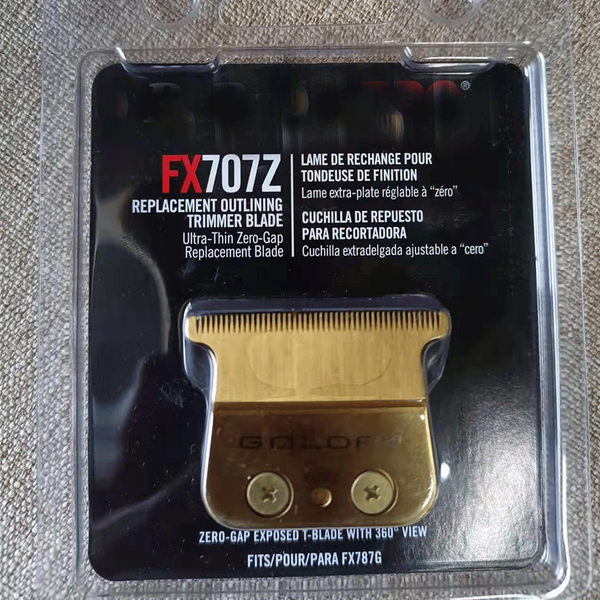 ®
FX707Z
REPLACEMENT OUTLINING
TRIMMER BLADE
Ultra-Thin Zero-Gap
Replacement Blade
LAME DE RECHANGE POUR
TONDEUSE DE FINITION
Lame extra-plate réglable à “zéro”
CUCHILLA DE REPUESTO
PARA RECORTADORA
Cuchilla extradelgada ajustable a “cero”
GOLDFX
ZERO-GAP EXPOSED T-BLADE WITH 360° VIEW
FITS/POUR/PARA FX787G